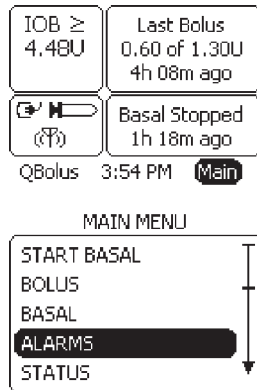 IOB ≥
4.48U
Last Bolus
0.60 of 1.30U
4h 08m ago
Basal Stopped
1h 18m ago
QBolus 3:54 PM Main
MAIN MENU
START BASAL
BOLUS
BASAL
ALARMS
STATUS